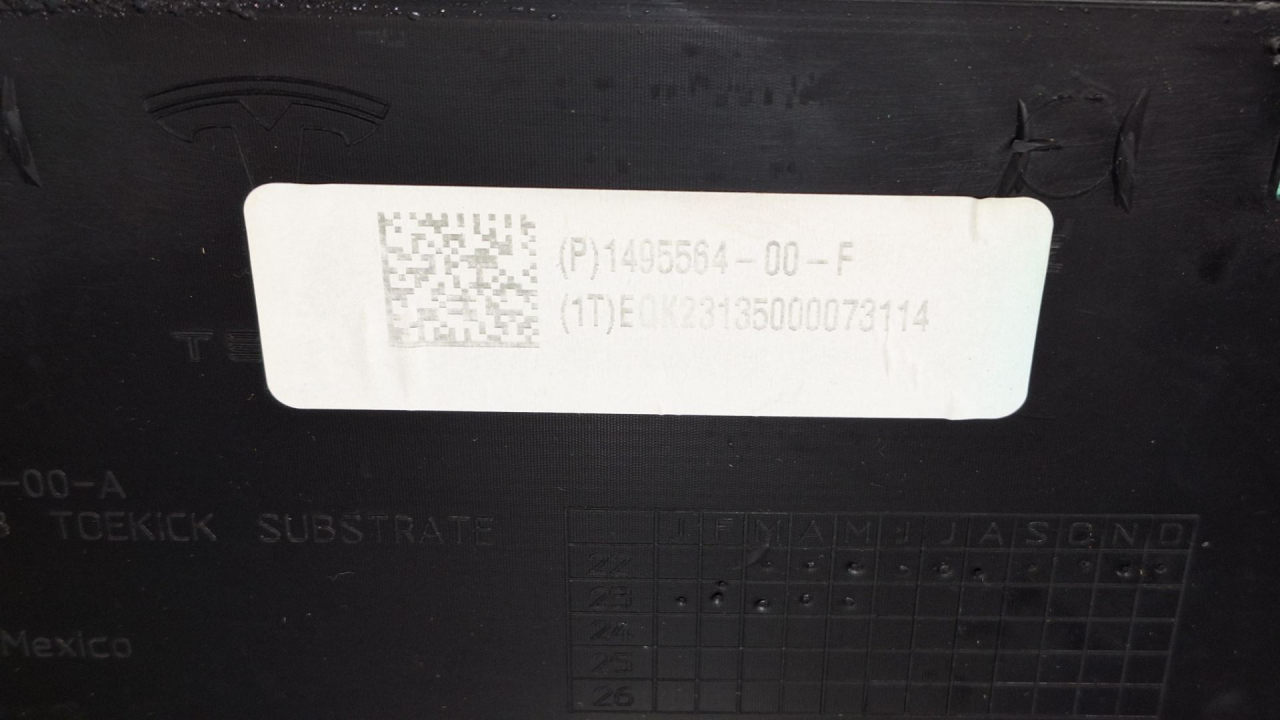 (P)1495564-00-F
(1T)EQK23135000073114
-00-A
TOEKICK SUBSTRATE
Mexico
J F M A M J J A S O N D
22
23
24
25
26